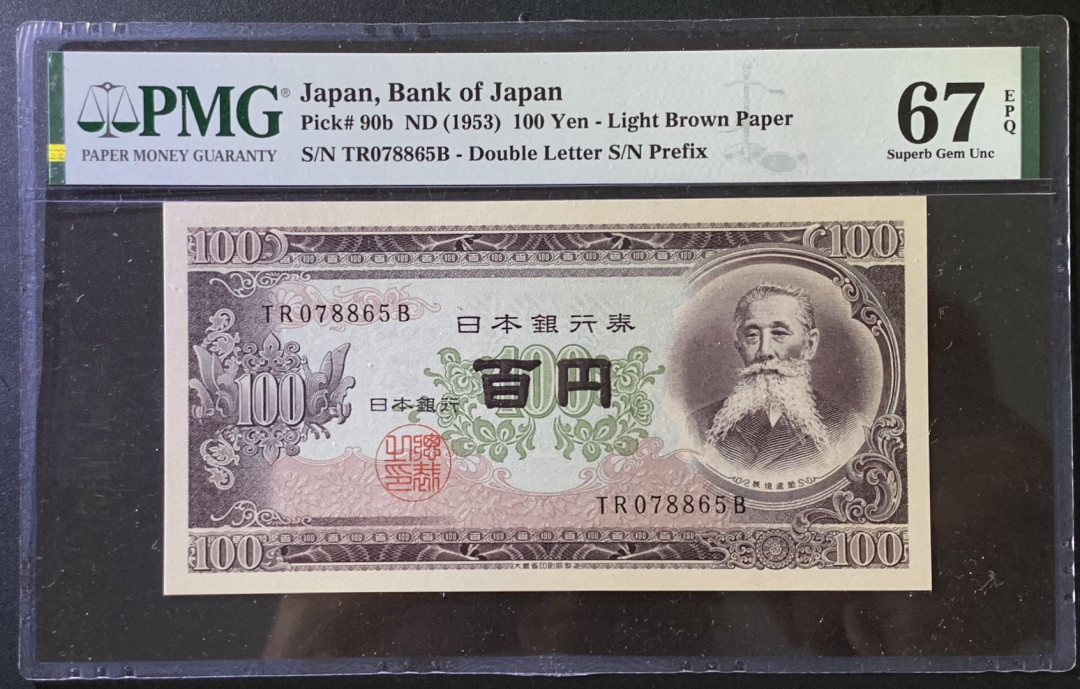 PMG®
PAPER MONEY GUARANTY
Japan, Bank of Japan
Pick# 90b ND (1953) 100 Yen - Light Brown Paper
S/N TR078865B - Double Letter S/N Prefix
67
EPQ
Superb Gem Unc
100
100
TR078865B
日本銀行券
100
100
百円
日本銀行
TR078865B
100
100